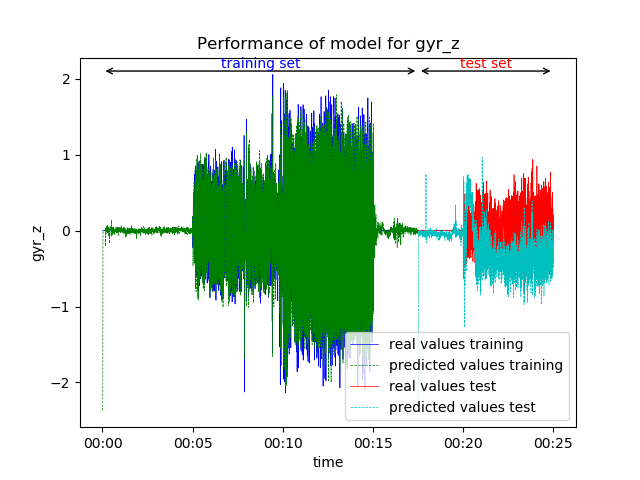 Performance of model for gyr_z
training set
test set
2
1
0
−1
−2
gyr_z
real values training
predicted values training
real values test
predicted values test
00:00
00:05
00:10
00:15
00:20
00:25
time